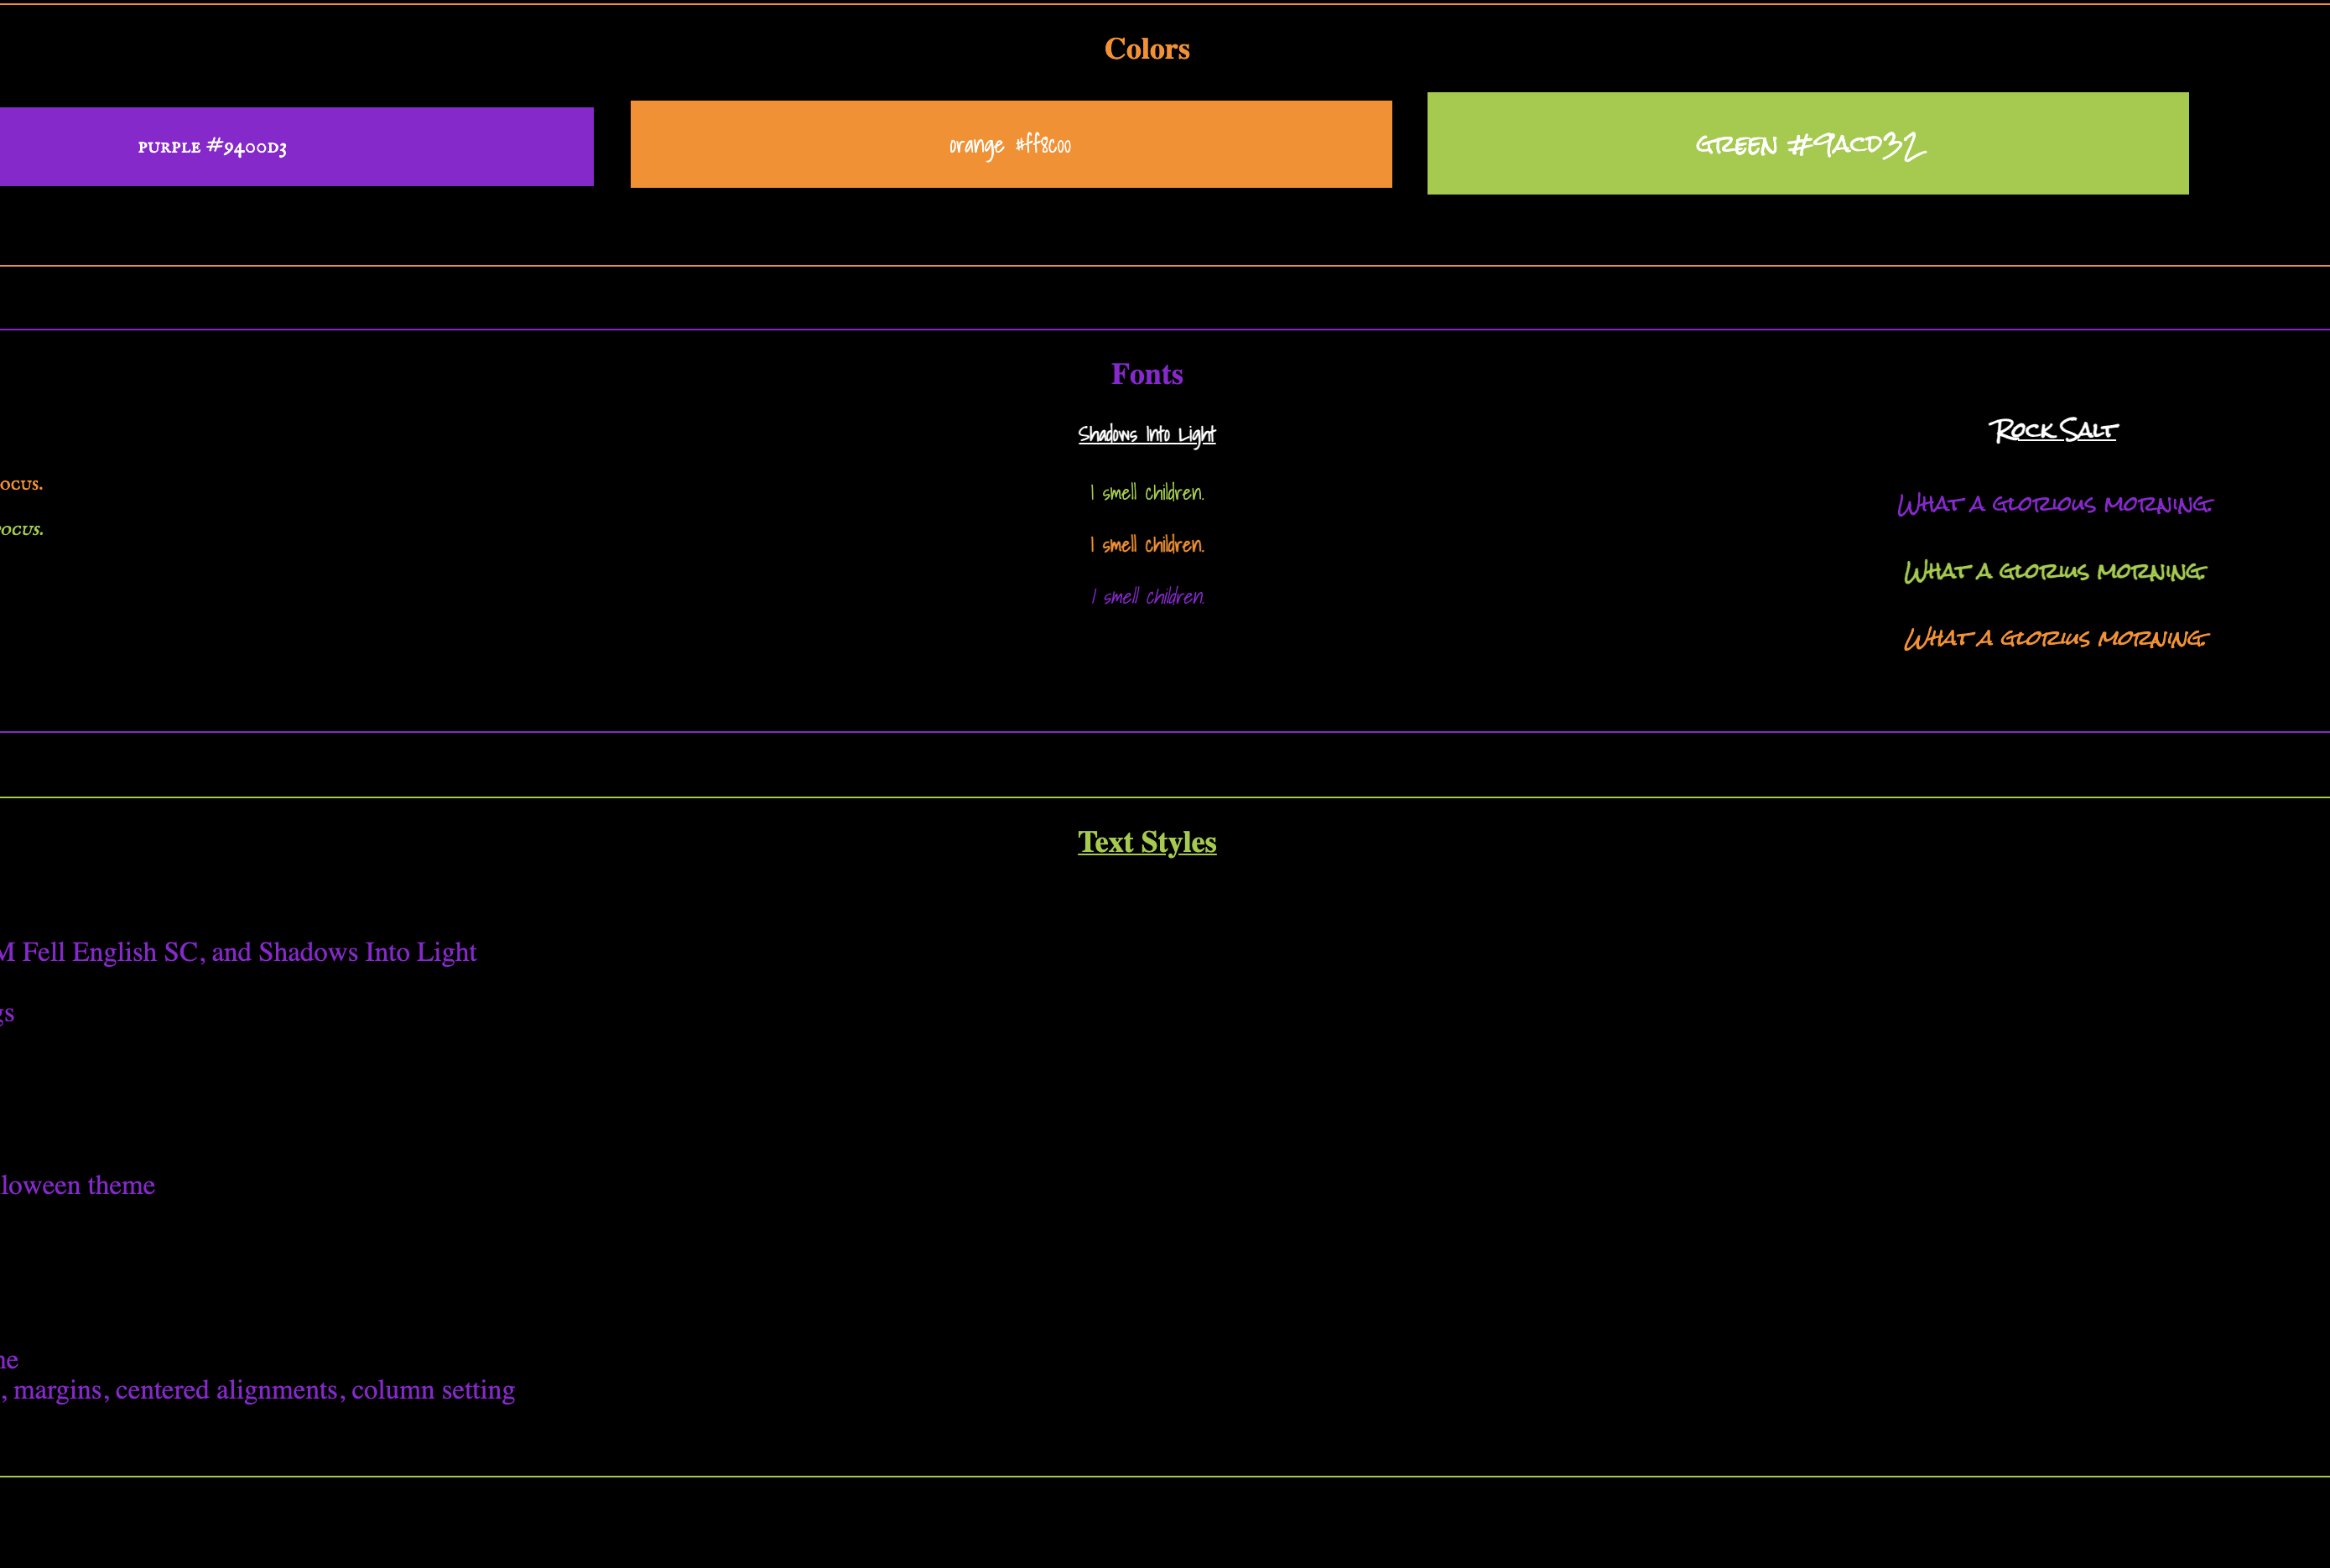 Colors
purple #9400d3
orange #ff8c00
green #9acd32
Fonts
Shadows Into Light
Rock Salt
ocus.
I smell children.
What a glorious morning.
ocus.
I smell children.
What a glorius morning.
I smell children.
What a glorius morning.
Text Styles
M Fell English SC, and Shadows Into Light
gs
lloween theme
ne
, margins, centered alignments, column setting